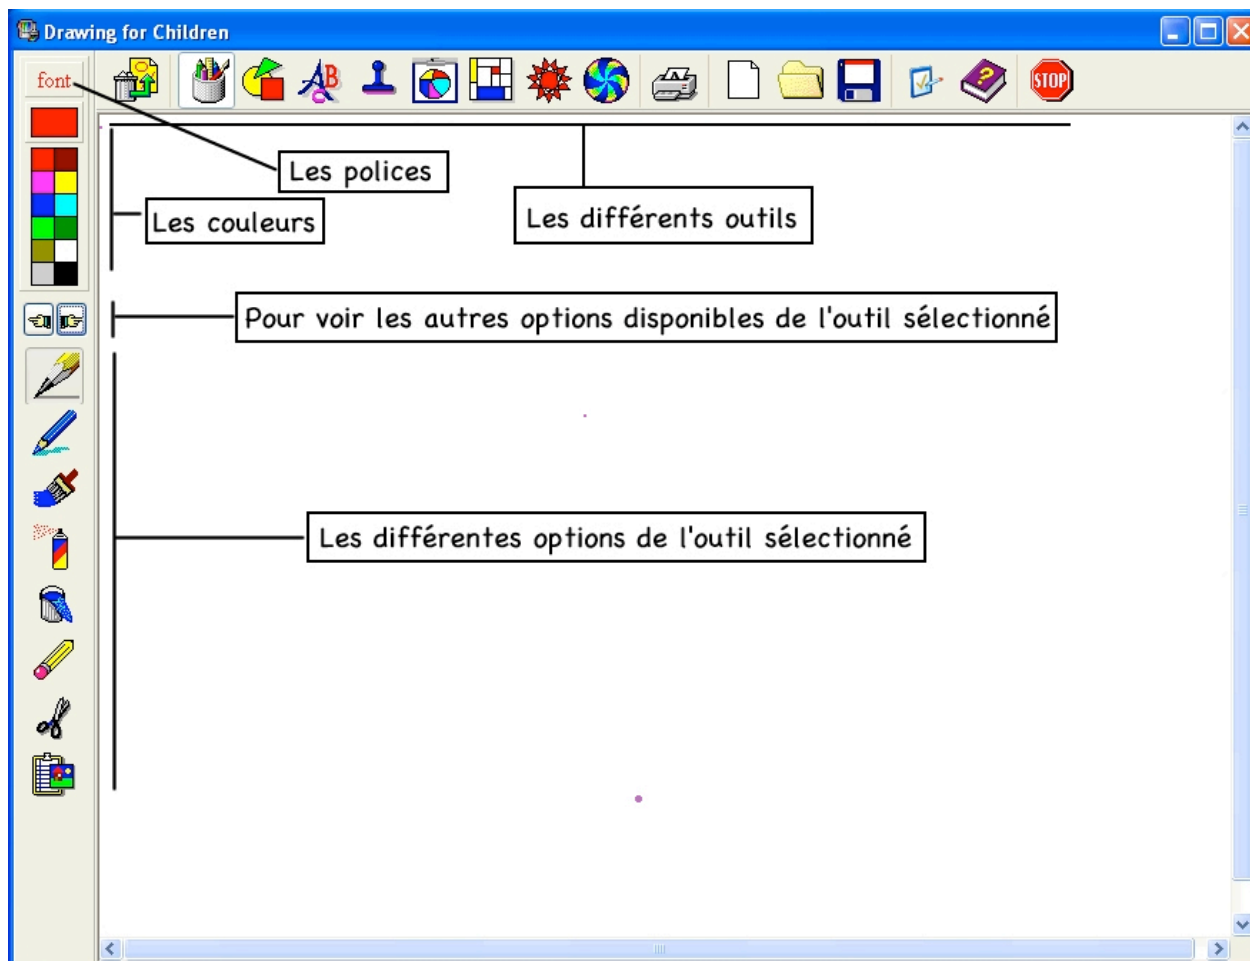 Drawing for Children
font
STOP
Les polices
Les couleurs
Les différents outils
Pour voir les autres options disponibles de l'outil sélectionné
Les différentes options de l'outil sélectionné